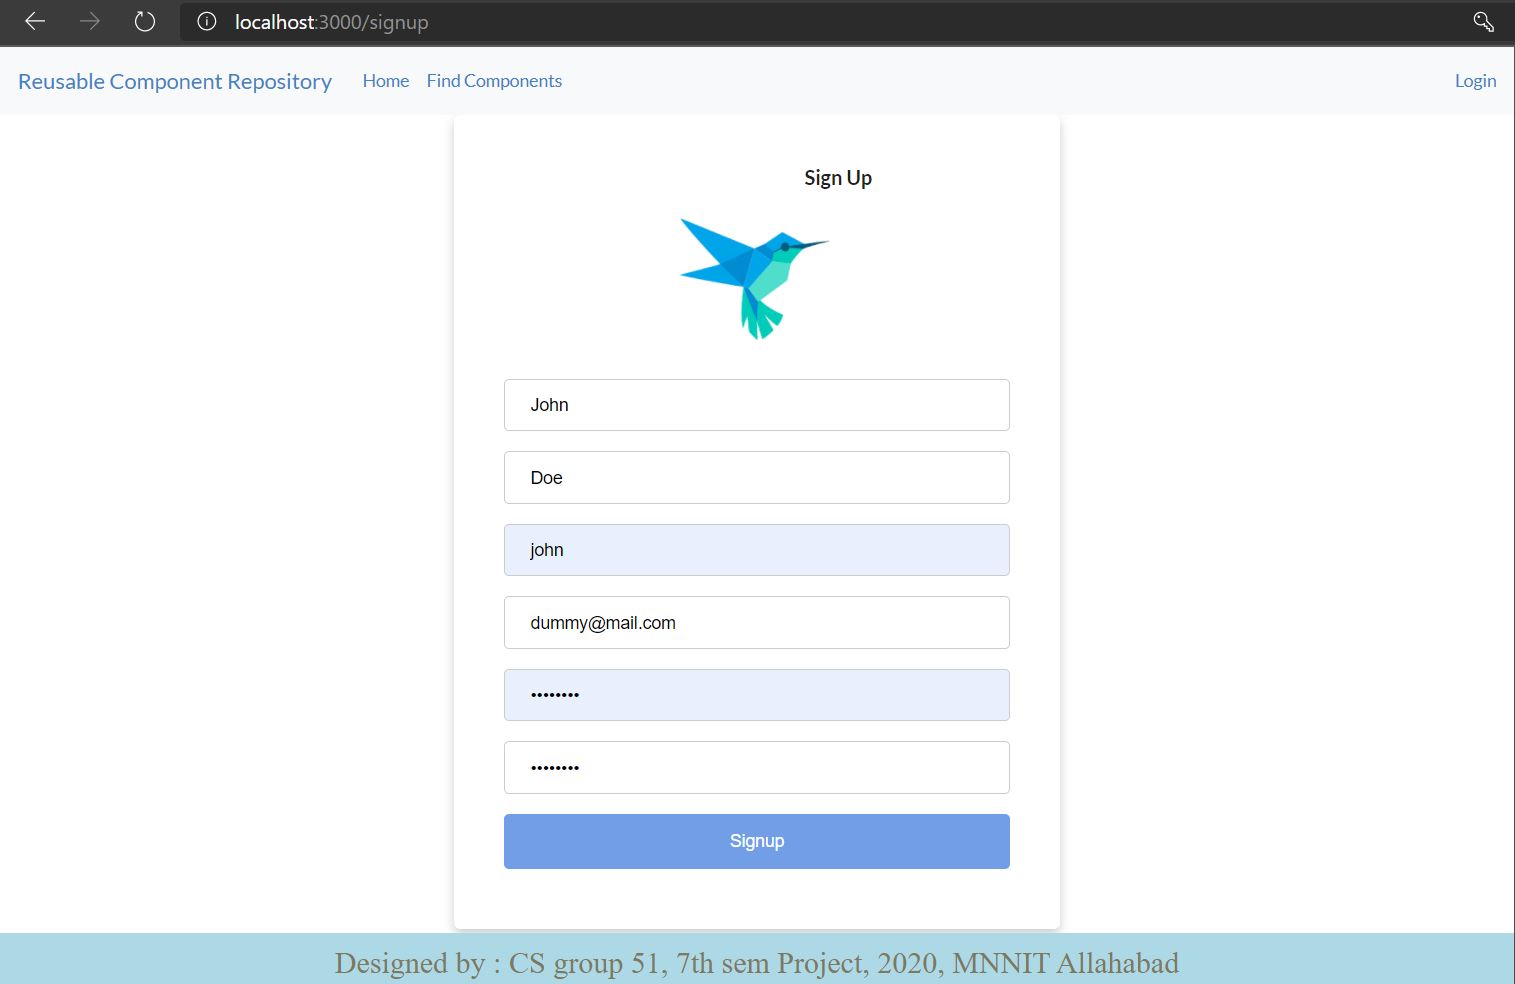 localhost:3000/signup
Reusable Component Repository Home Find Components Login
Sign Up
John
Doe
john
dummy@mail.com
••••••••
••••••••
Signup
Designed by : CS group 51, 7th sem Project, 2020, MNNIT Allahabad